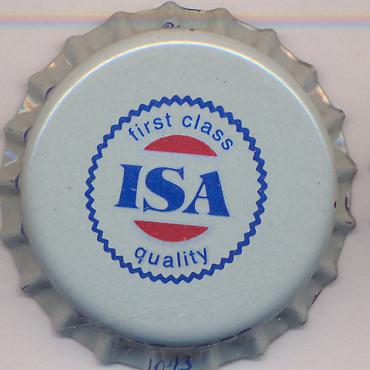 first class
ISA
quality